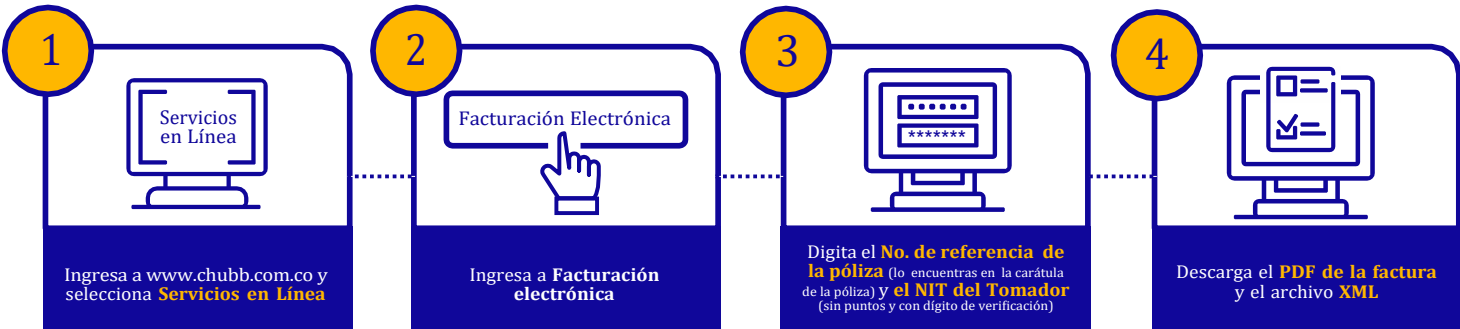 1
Servicios
en Línea
Ingresa a www.chubb.com.co y
selecciona Servicios en Línea
2
Facturación Electrónica
Ingresa a Facturación
electrónica
3
*******
Digita el No. de referencia de
la póliza (lo encuentras en la carátula
de la póliza) y el NIT del Tomador
(sin puntos y con dígito de verificación)
4
Descarga el PDF de la factura
y el archivo XML